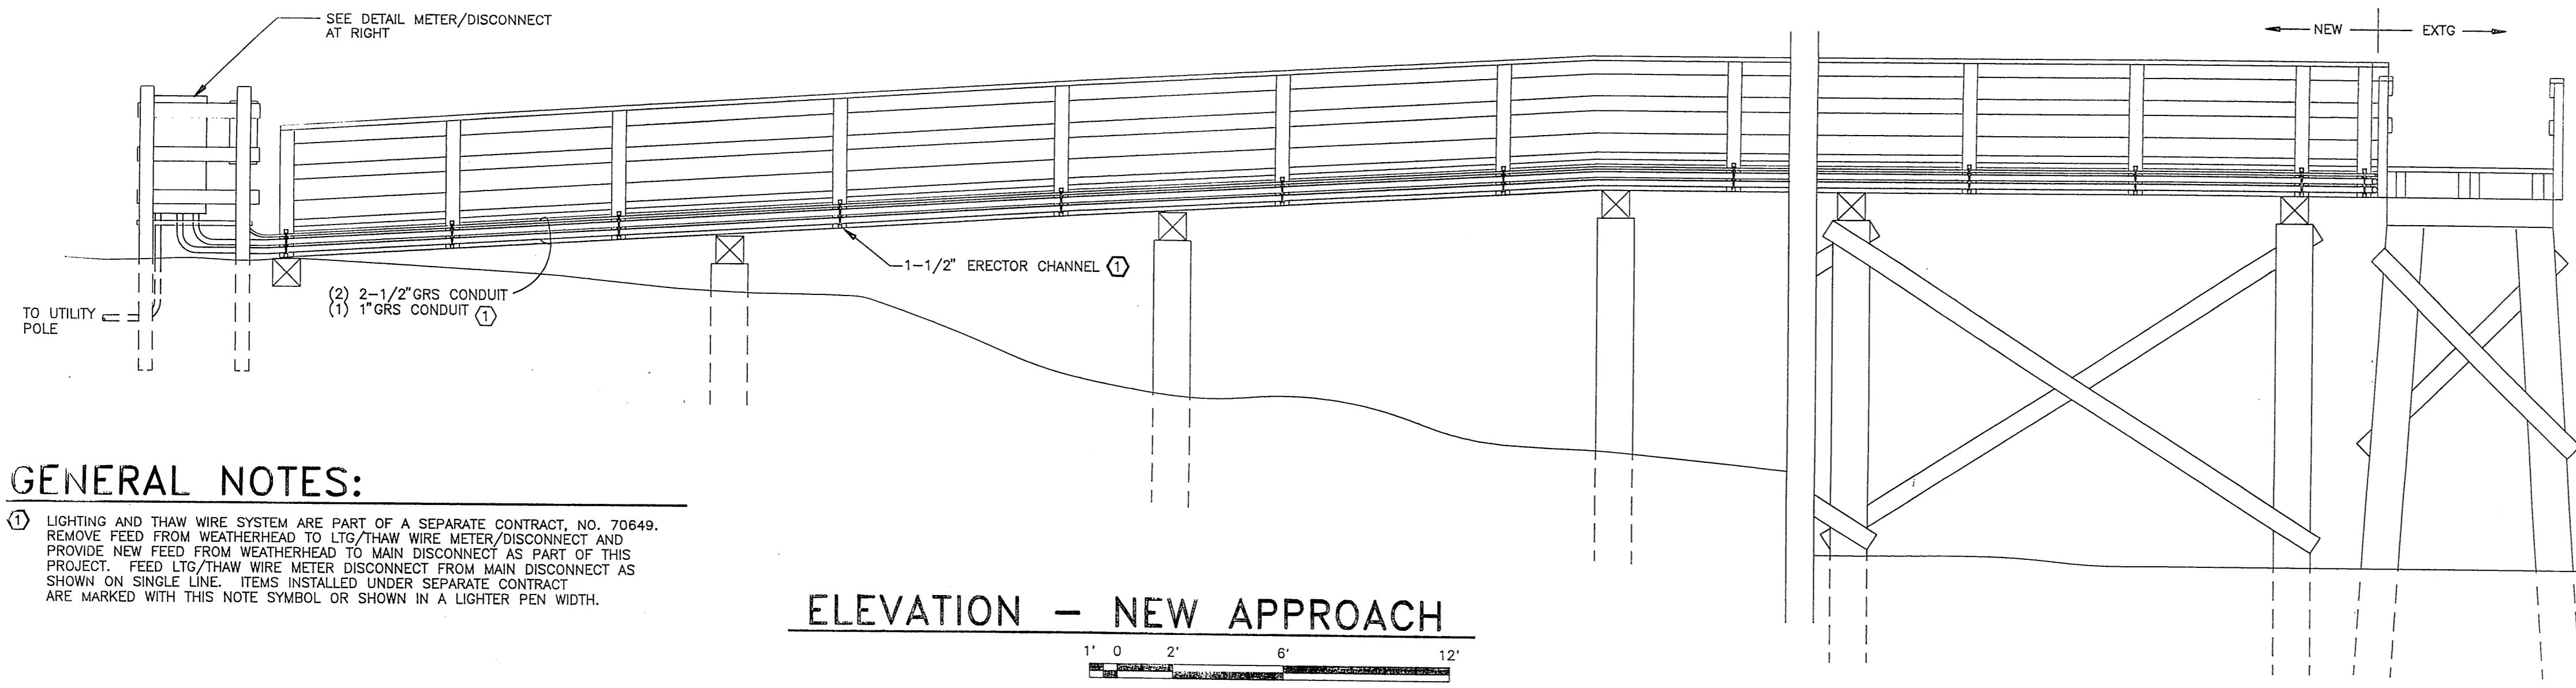 SEE DETAIL METER/DISCONNECT
AT RIGHT
NEW
EXTG
1-1/2" ERECTOR CHANNEL 1
(2) 2-1/2"GRS CONDUIT
(1) 1"GRS CONDUIT 1
TO UTILITY
POLE
GENERAL NOTES:
1 LIGHTING AND THAW WIRE SYSTEM ARE PART OF A SEPARATE CONTRACT, NO. 70649.
REMOVE FEED FROM WEATHERHEAD TO LTG/THAW WIRE METER/DISCONNECT AND
PROVIDE NEW FEED FROM WEATHERHEAD TO MAIN DISCONNECT AS PART OF THIS
PROJECT. FEED LTG/THAW WIRE METER DISCONNECT FROM MAIN DISCONNECT AS
SHOWN ON SINGLE LINE. ITEMS INSTALLED UNDER SEPARATE CONTRACT
ARE MARKED WITH THIS NOTE SYMBOL OR SHOWN IN A LIGHTER PEN WIDTH.
ELEVATION – NEW APPROACH
1' 0 2' 6' 12'